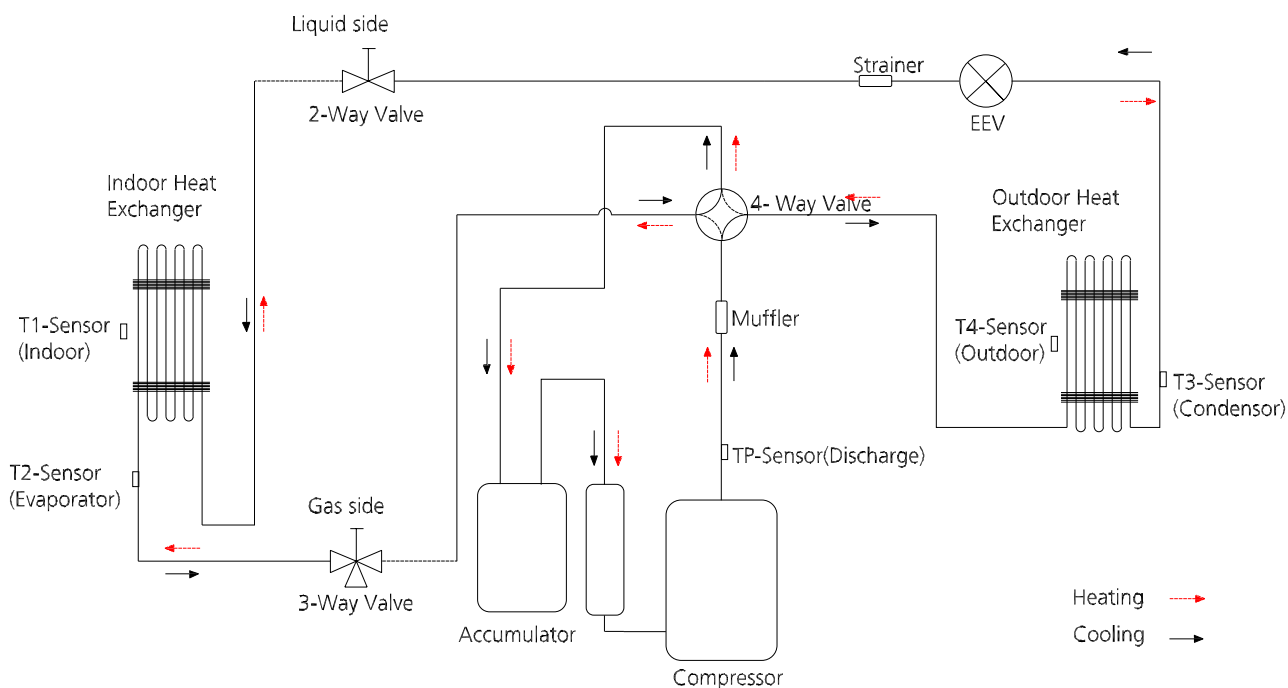 Liquid side
2-Way Valve
Strainer
EEV
Indoor Heat
Exchanger
4- Way Valve
Outdoor Heat
Exchanger
T1-Sensor
(Indoor)
Muffler
T4-Sensor
(Outdoor)
T3-Sensor
(Condensor)
T2-Sensor
(Evaporator)
TP-Sensor(Discharge)
Gas side
3-Way Valve
Accumulator
Compressor
Heating
Cooling